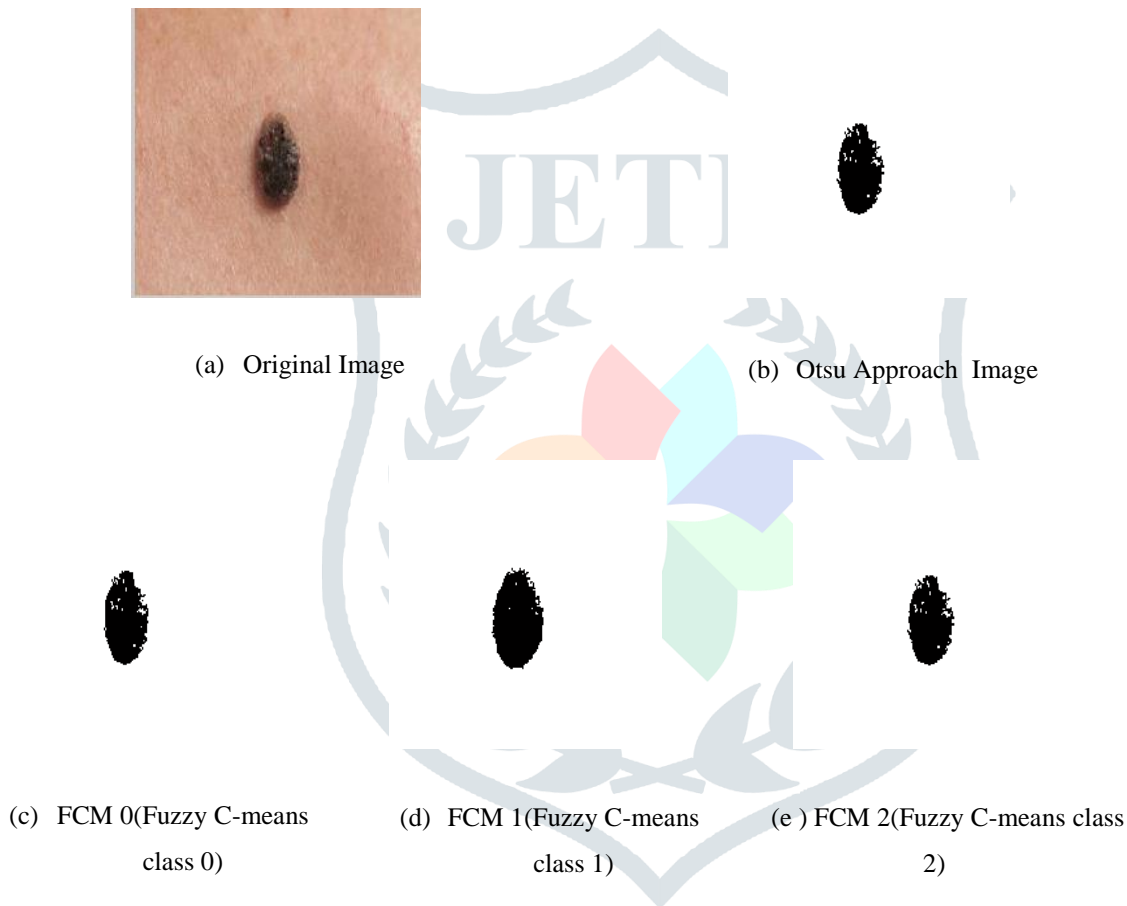 JET
(a) Original Image
(b) Otsu Approach Image
(c) FCM 0(Fuzzy C-means
class 0)
(d) FCM 1(Fuzzy C-means
class 1)
(e ) FCM 2(Fuzzy C-means class
2)